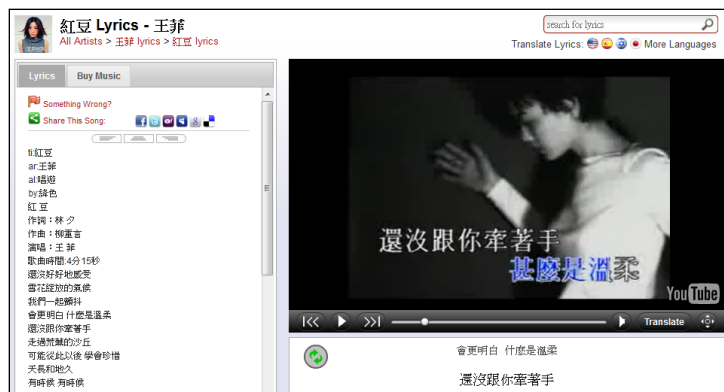 紅豆 Lyrics - 王菲
All Artists > 王菲 lyrics > 紅豆 lyrics
search for lyrics
Translate Lyrics: More Languages
Lyrics
Buy Music
Something Wrong?
Share This Song:
ti:紅豆
ar:王菲
al:唱遊
by:絳色
紅 豆
作詞：林 夕
作曲：柳重言
演唱：王 菲
歌曲時間:4分15秒
還沒好好地感受
雪花綻放的氣候
我們一起顫抖
會更明白 什麼是溫柔
還沒跟你牽著手
走過荒蕪的沙丘
可能從此以後 學會珍惜
天長和地久
有時候 有時候
還沒跟你牽著手
甚麼是溫柔
YouTube
Translate
會更明白 什麼是溫柔
還沒跟你牽著手